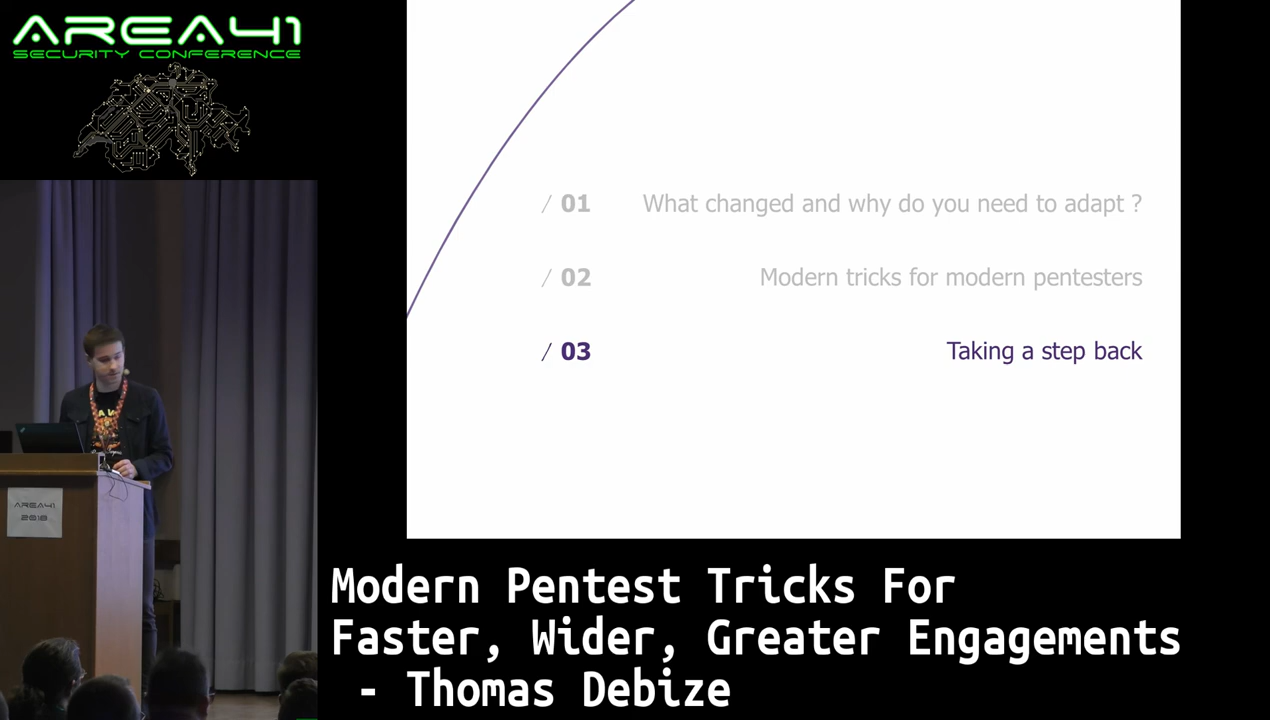 AREA41
SECURITY CONFERENCE
/ 01 What changed and why do you need to adapt ?
/ 02 Modern tricks for modern pentesters
/ 03 Taking a step back
AREA41
2018
Modern Pentest Tricks For
Faster, Wider, Greater Engagements
- Thomas Debize